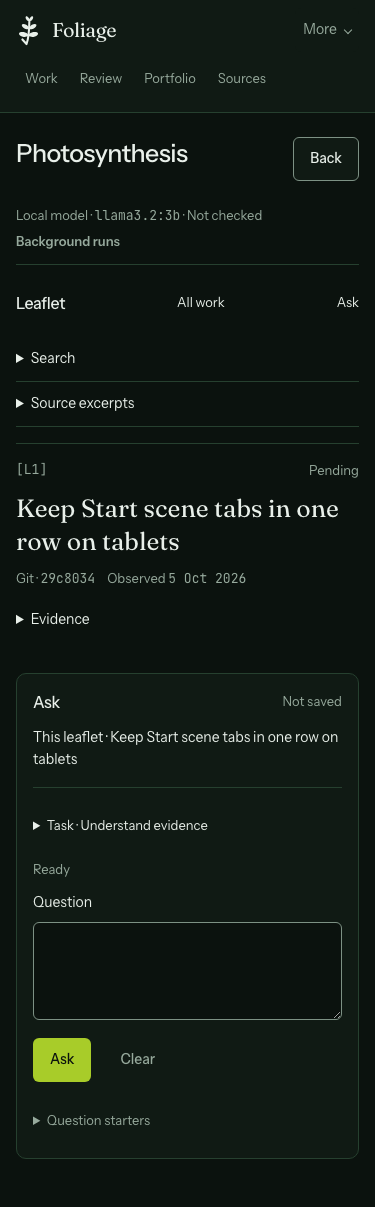 Foliage
More
Work Review Portfolio Sources
Photosynthesis
Back
Local model · llama3.2:3b · Not checked
Background runs
Leaflet All work Ask
Search
Source excerpts
[L1] Pending
Keep Start scene tabs in one
row on tablets
Git · 29c8034 Observed 5 Oct 2026
Evidence
Ask Not saved
This leaflet · Keep Start scene tabs in one row on
tablets
Task · Understand evidence
Ready
Question
Ask Clear
Question starters